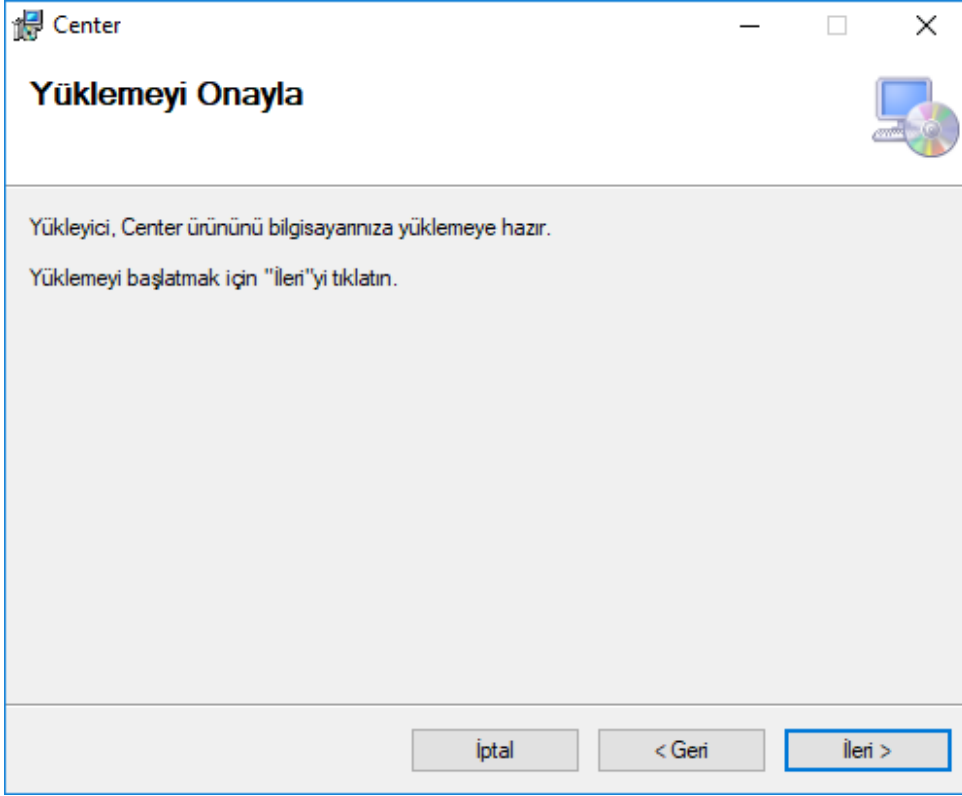 Center
Yüklemeyi Onayla
Yükleyici, Center ürününü bilgisayarınıza yüklemeye hazır.
Yüklemeyi başlatmak için "İleri"yi tıklatın.
İptal
< Geri
İleri >